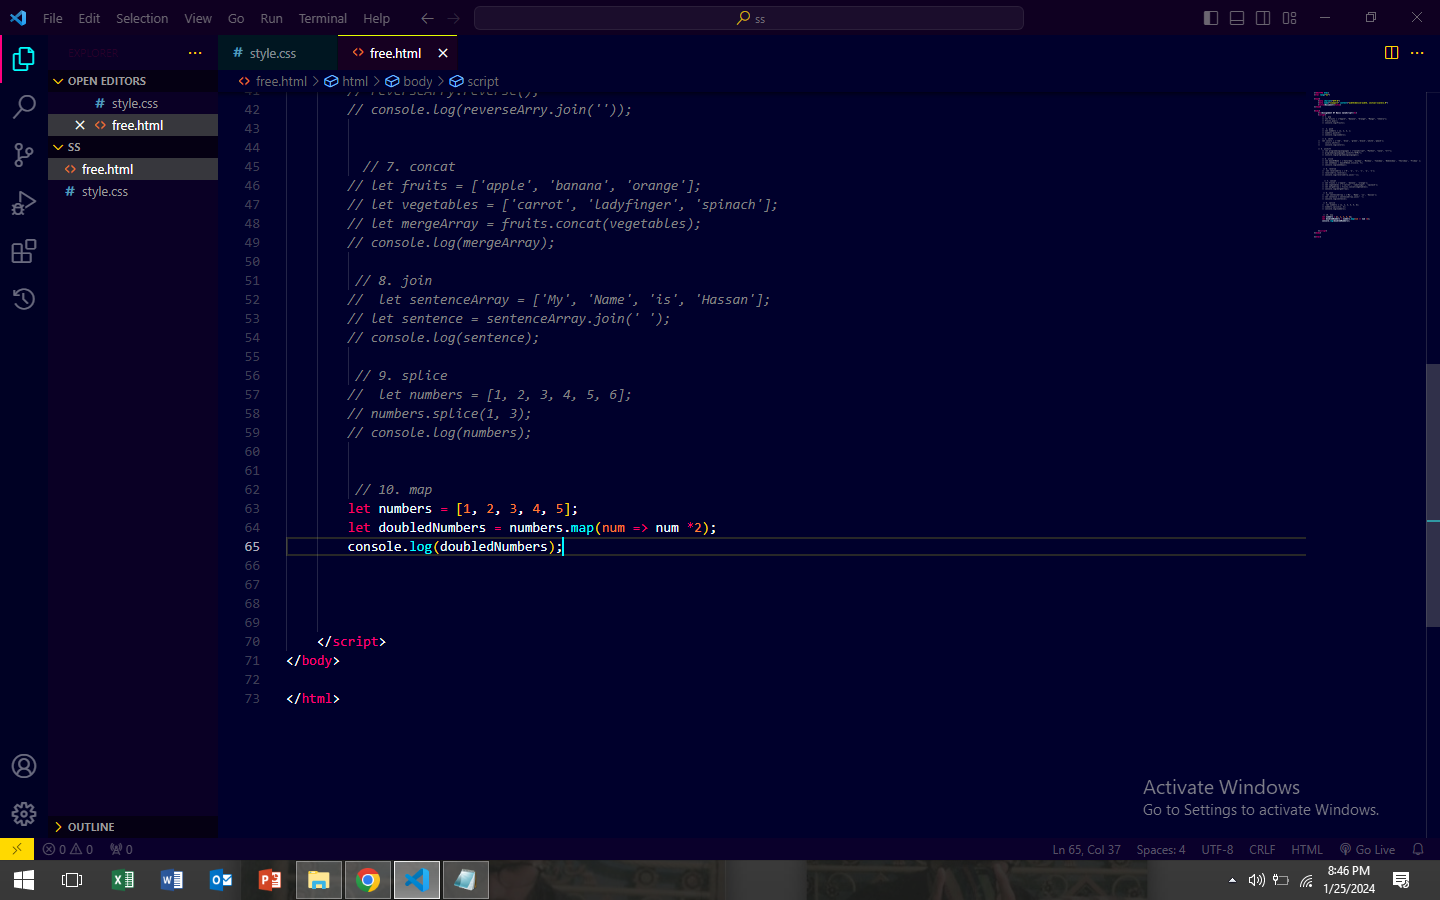 File Edit Selection View Go Run Terminal Help
ss
EXPLORER
# style.css
<> free.html
free.html > html > body > script
OPEN EDITORS
# style.css
<> free.html
SS
<> free.html
# style.css
41 // reverseArry.reverse();
42 // console.log(reverseArry.join(''));
43
44
45 // 7. concat
46 // let fruits = ['apple', 'banana', 'orange'];
47 // let vegetables = ['carrot', 'ladyfinger', 'spinach'];
48 // let mergeArray = fruits.concat(vegetables);
49 // console.log(mergeArray);
50
51 // 8. join
52 //  let sentenceArray = ['My', 'Name', 'is', 'Hassan'];
53 // let sentence = sentenceArray.join(' ');
54 // console.log(sentence);
55
56 // 9. splice
57 //  let numbers = [1, 2, 3, 4, 5, 6];
58 // numbers.splice(1, 3);
59 // console.log(numbers);
60
61
62 // 10. map
63 let numbers = [1, 2, 3, 4, 5];
64 let doubledNumbers = numbers.map(num => num *2);
65 console.log(doubledNumbers);
66
67
68
69
70 </script>
71 </body>
72
73 </html>
Activate Windows
Go to Settings to activate Windows.
OUTLINE
0 0 0
Ln 65, Col 37 Spaces: 4 UTF-8 CRLF HTML Go Live
8:46 PM
1/25/2024